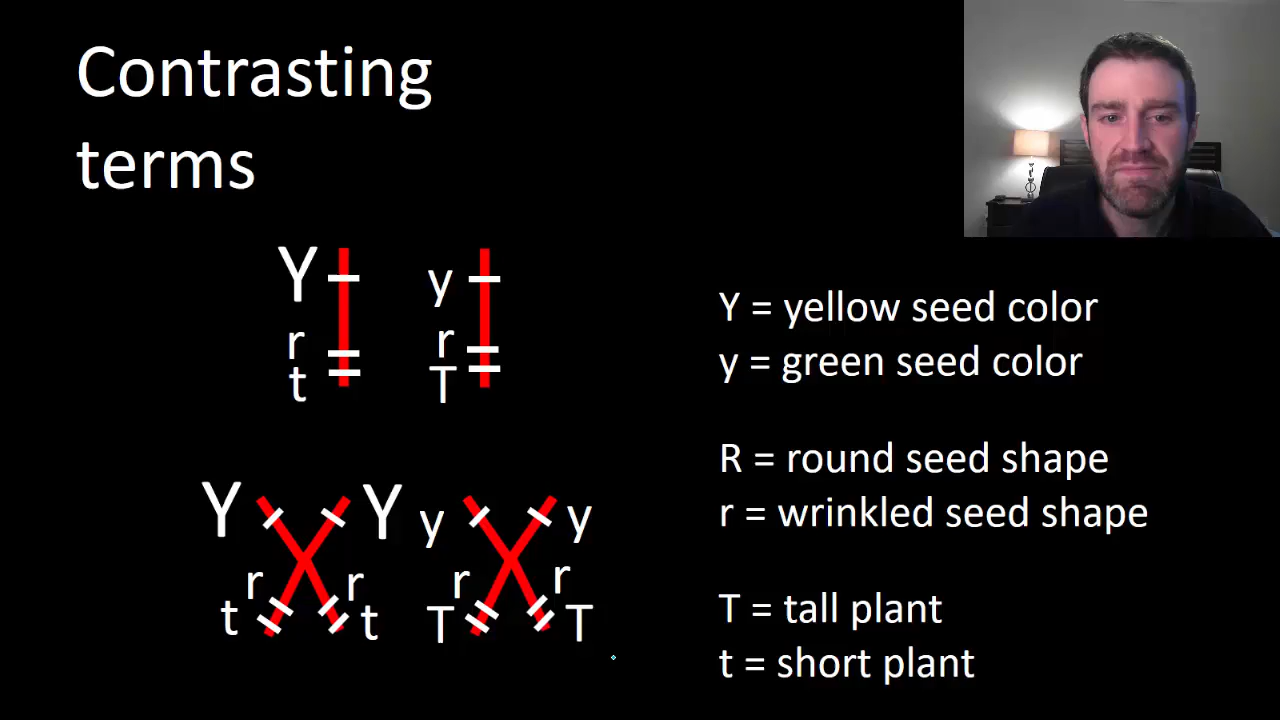 Contrasting
terms
Y y
r r
t T
Y Y y y
r r r r
t t T T
Y = yellow seed color
y = green seed color
R = round seed shape
r = wrinkled seed shape
T = tall plant
t = short plant